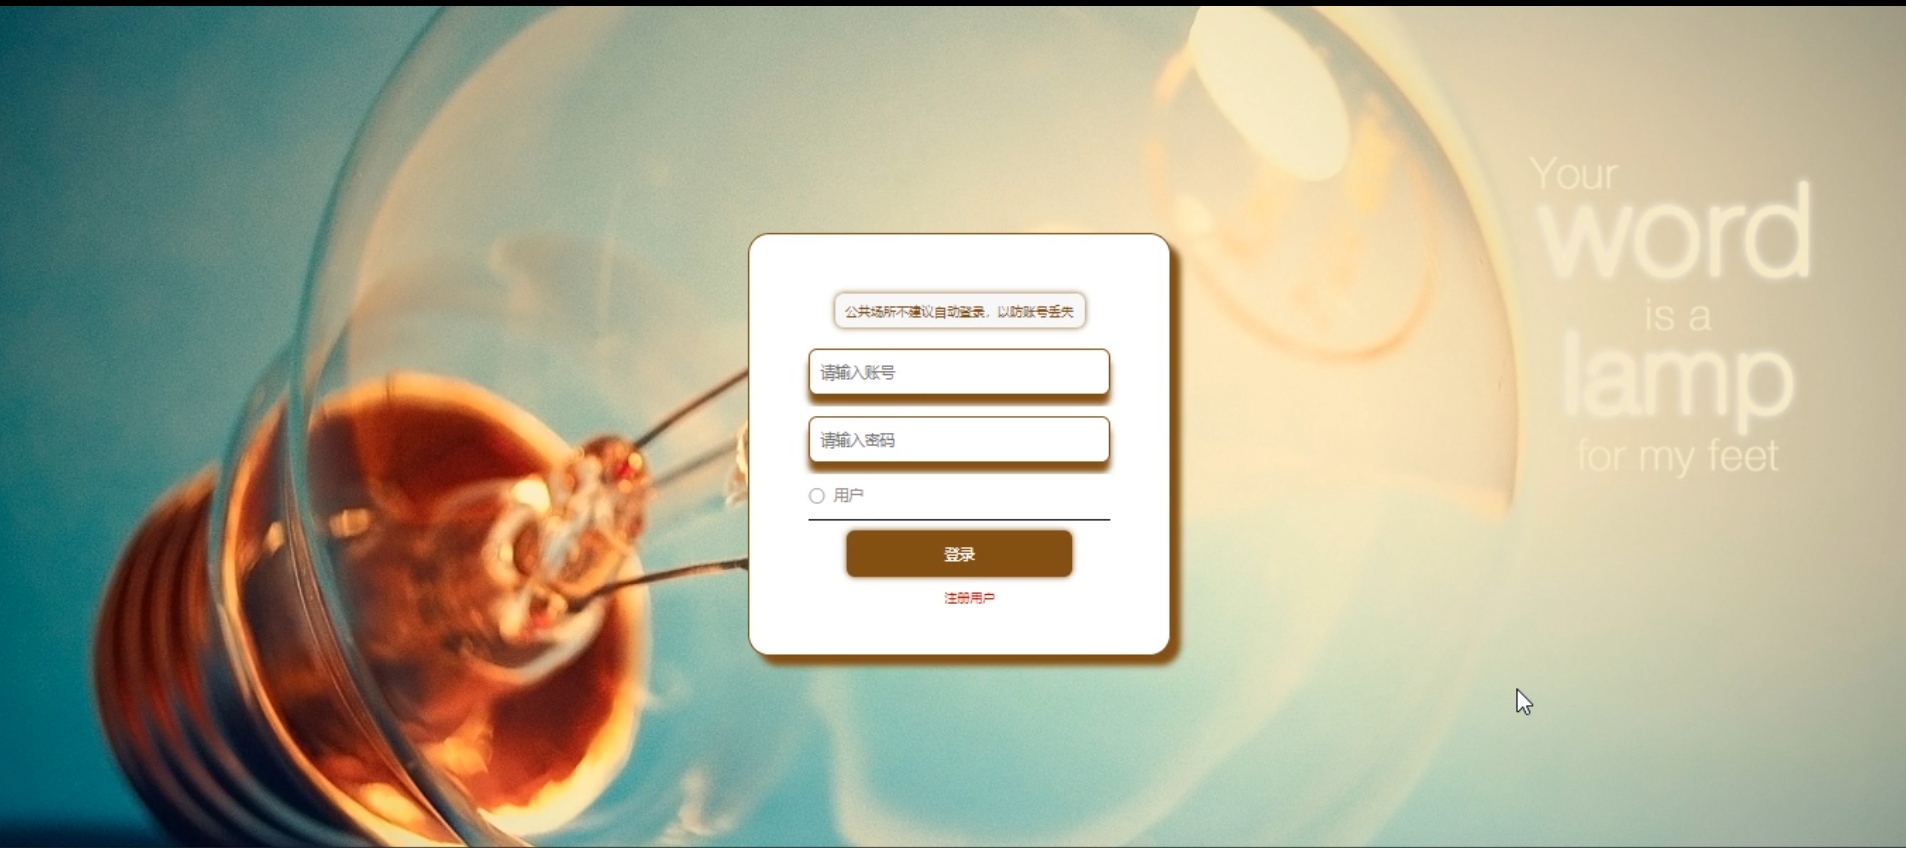 Your
word
is a
lamp
for my feet
公共场所不建议自动登录，以防账号丢失
请输入账号
请输入密码
用户
登录
注册用户